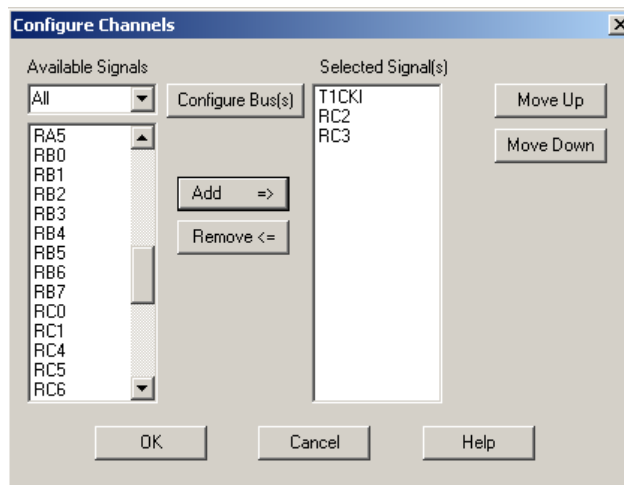 Configure Channels
Available Signals
Selected Signal(s)
All
Configure Bus(s)
RA5
RB0
RB1
RB2
RB3
RB4
RB5
RB6
RB7
RC0
RC1
RC4
RC5
RC6
Add =>
Remove <=
T1CKI
RC2
RC3
Move Up
Move Down
OK
Cancel
Help